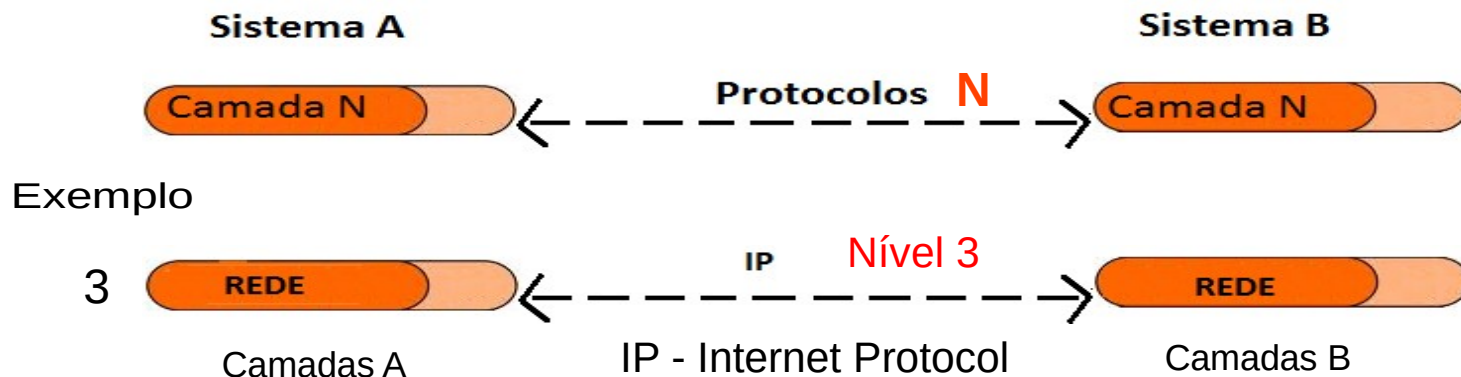 Sistema A
Sistema B
Camada N
Protocolos N
Camada N
Exemplo
3
REDE
IP
Nível 3
REDE
Camadas A
IP - Internet Protocol
Camadas B